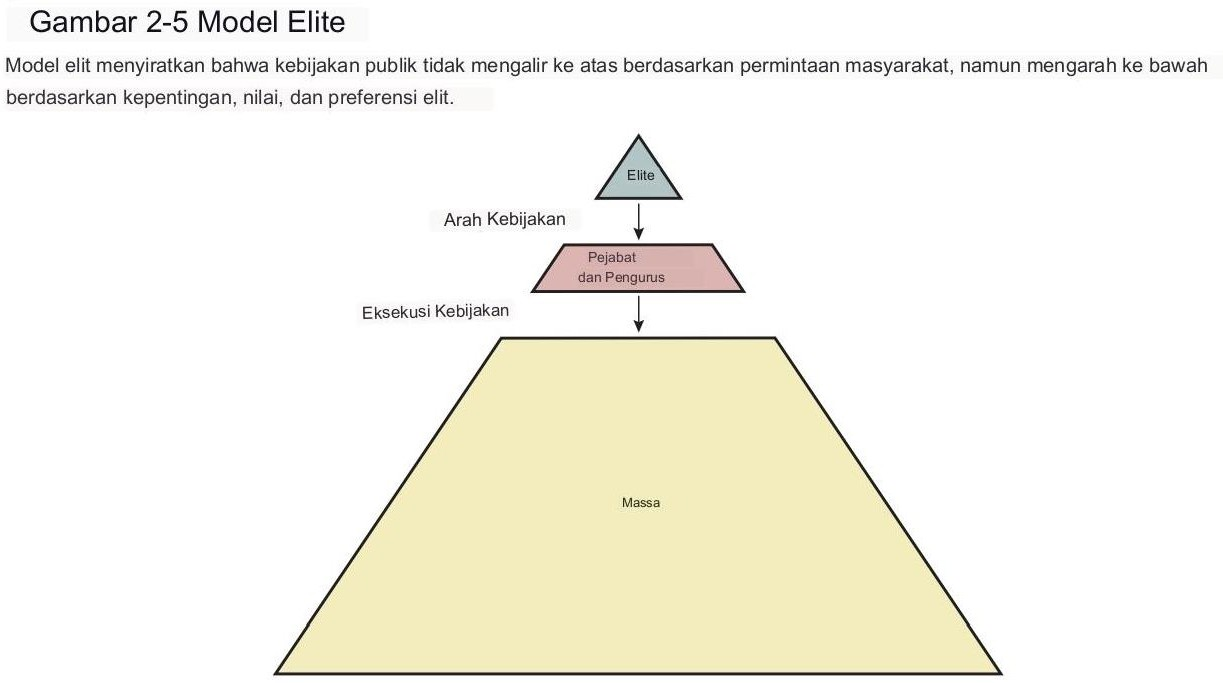 Gambar 2-5 Model Elite
Model elit menyiratkan bahwa kebijakan publik tidak mengalir ke atas berdasarkan permintaan masyarakat, namun mengarah ke bawah
berdasarkan kepentingan, nilai, dan preferensi elit.
Elite
Arah Kebijakan
Pejabat
dan Pengurus
Eksekusi Kebijakan
Massa